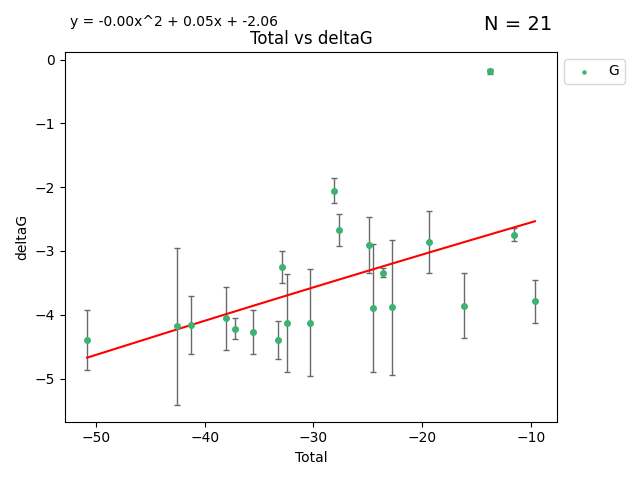 y = -0.00x^2 + 0.05x + -2.06
N = 21
Total vs deltaG
G
deltaG
0
−1
−2
−3
−4
−5
−50
−40
−30
−20
−10
Total